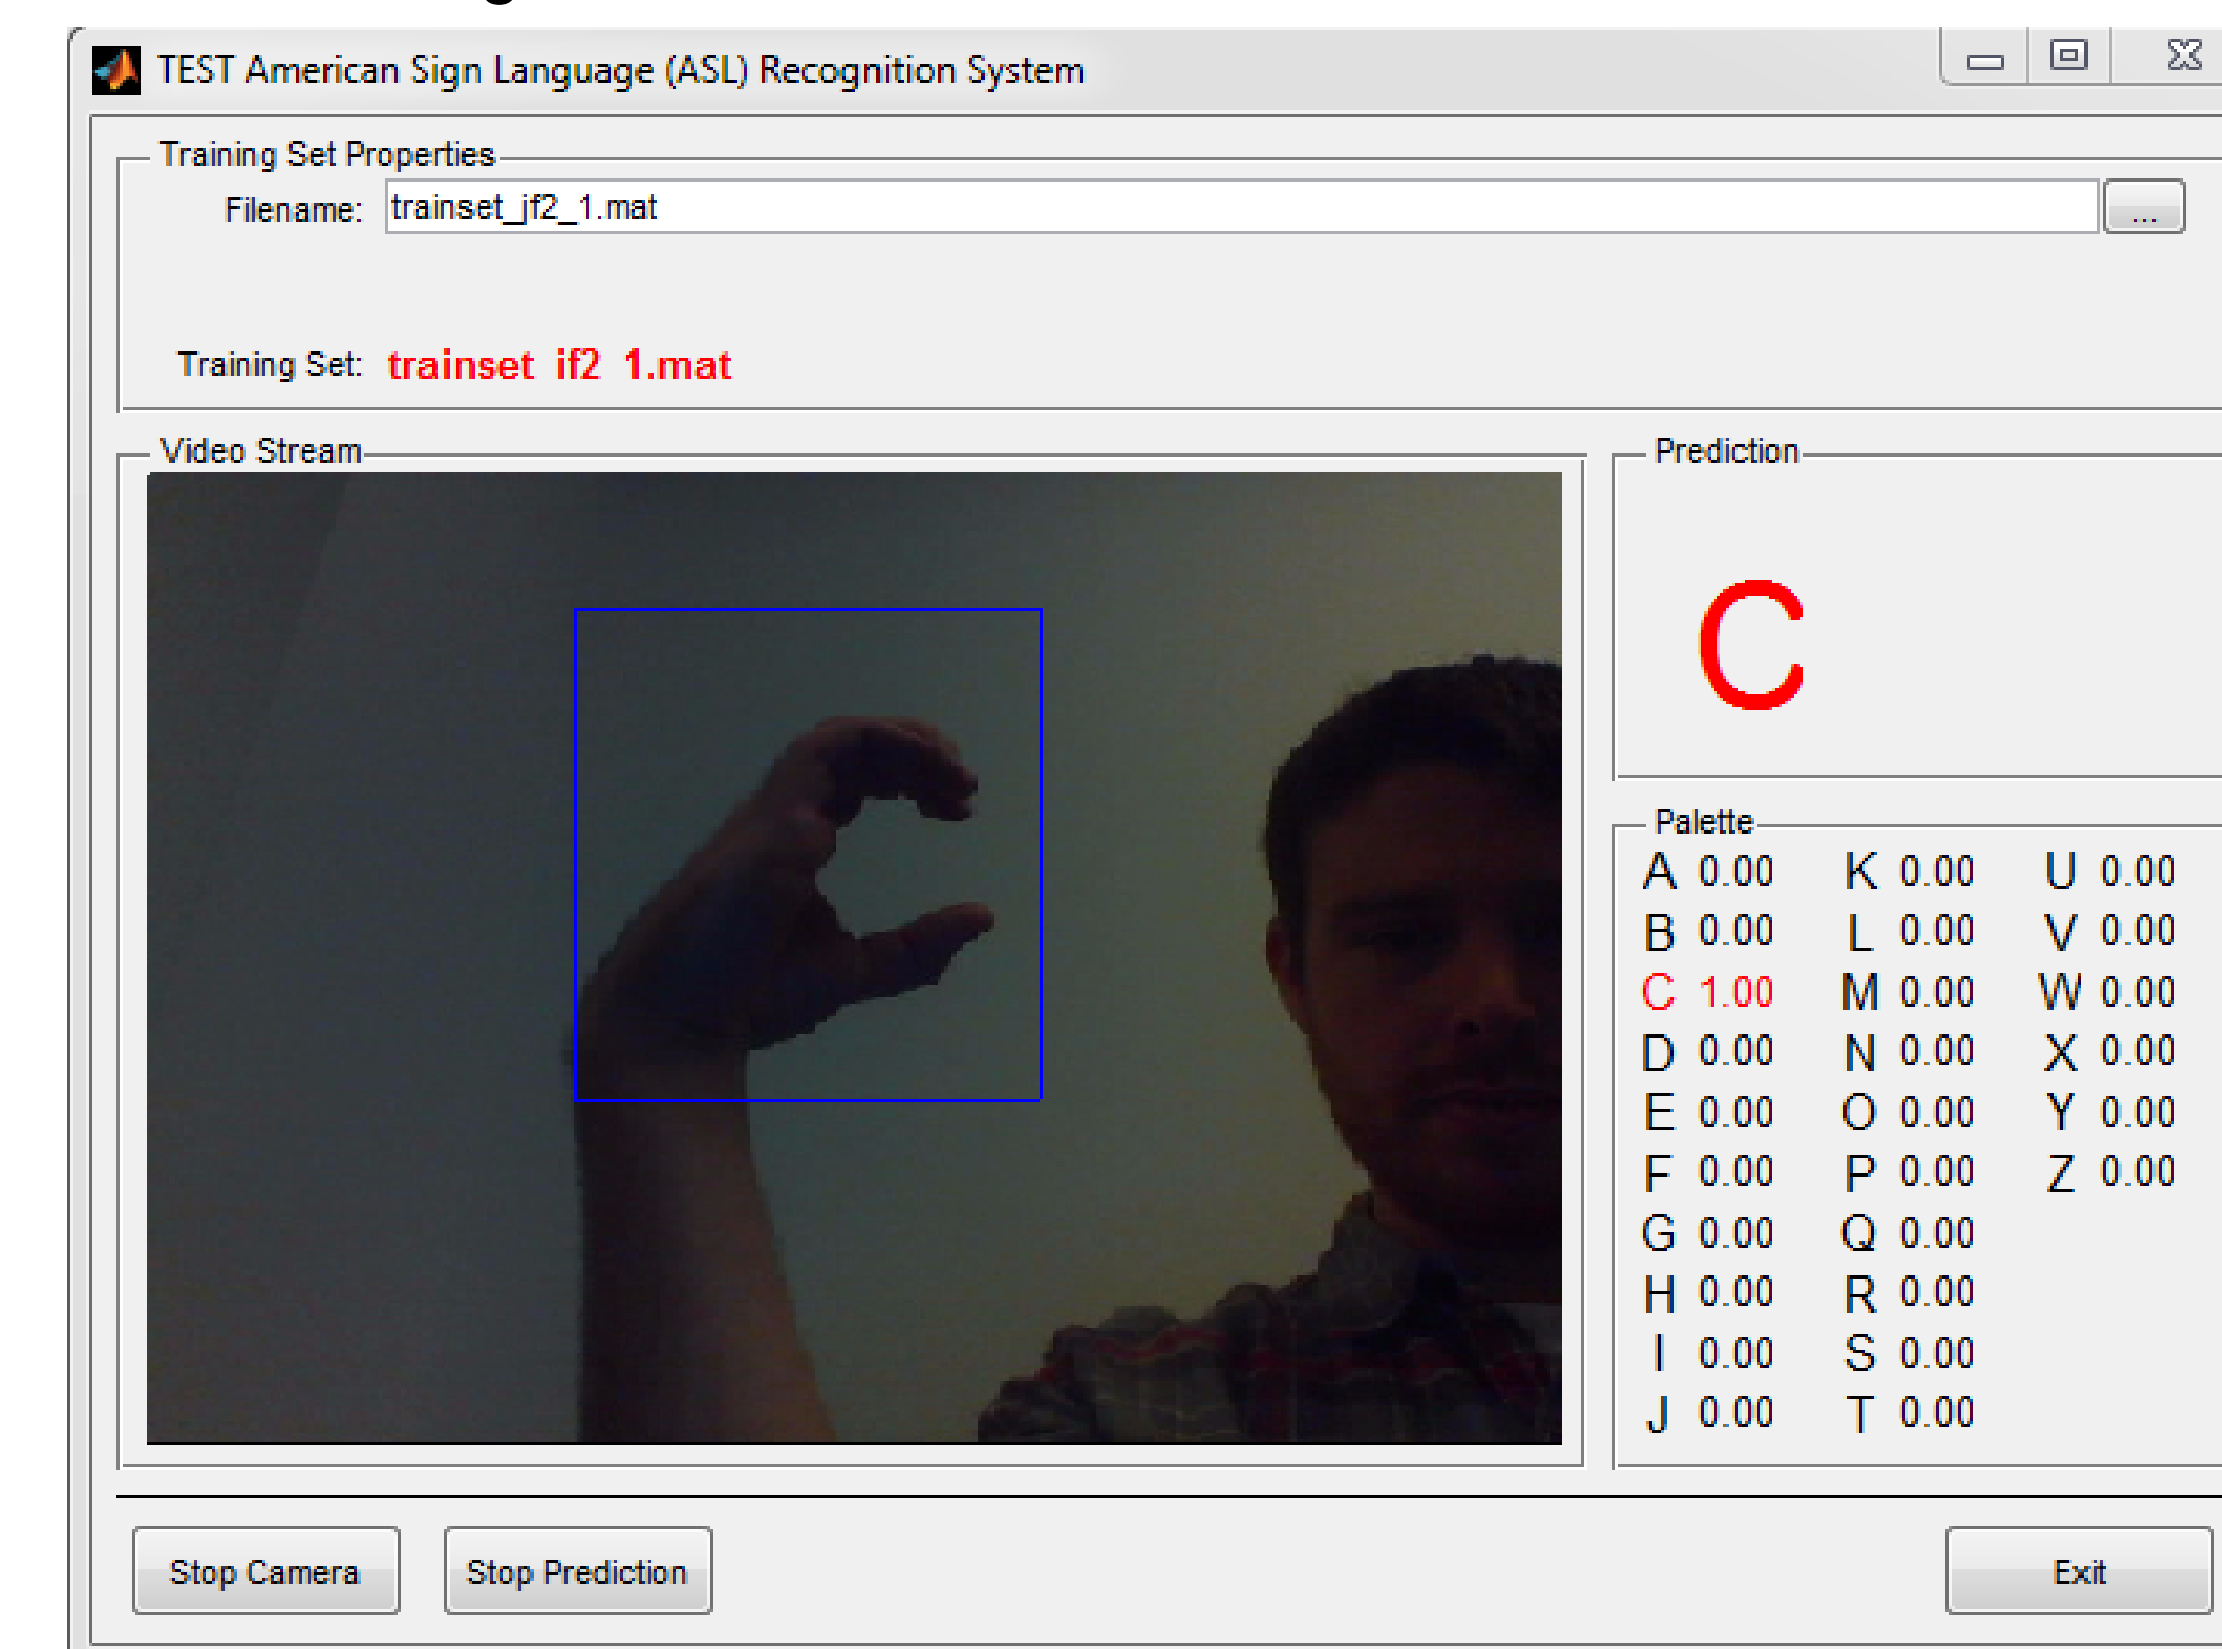 TEST American Sign Language (ASL) Recognition System
Training Set Properties
Filename: trainset_jf2_1.mat ...
Training Set: trainset if2 1.mat
Video Stream
Prediction
C
Palette
A 0.00 K 0.00 U 0.00
B 0.00 L 0.00 V 0.00
C 1.00 M 0.00 W 0.00
D 0.00 N 0.00 X 0.00
E 0.00 O 0.00 Y 0.00
F 0.00 P 0.00 Z 0.00
G 0.00 Q 0.00
H 0.00 R 0.00
I 0.00 S 0.00
J 0.00 T 0.00
Stop Camera Stop Prediction Exit